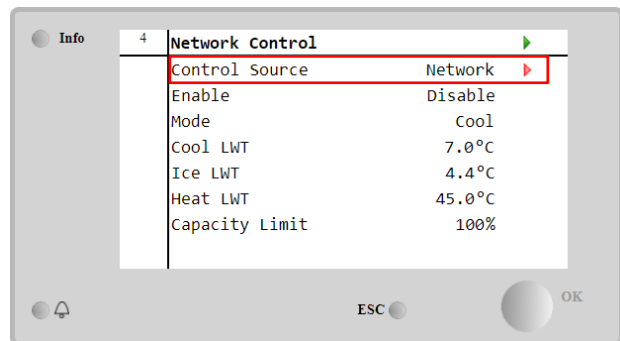 Info
4 Network Control
Control Source Network
Enable Disable
Mode Cool
Cool LWT 7.0°C
Ice LWT 4.4°C
Heat LWT 45.0°C
Capacity Limit 100%
ESC
OK